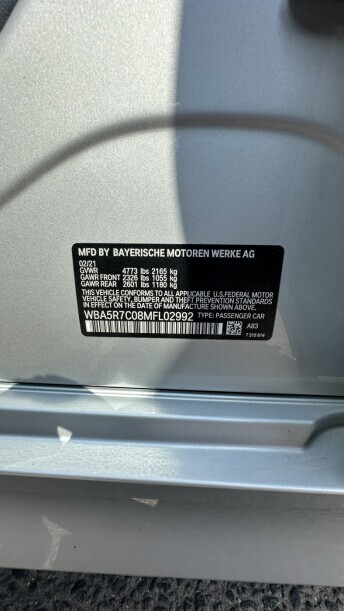 MFD BY BAYERISCHE MOTOREN WERKE AG
02/21
GVWR 4773 lbs 2165 kg
GAWR FRONT 2326 lbs 1055 kg
GAWR REAR 2601 lbs 1180 kg
THIS VEHICLE CONFORMS TO ALL APPLICABLE U.S. FEDERAL MOTOR
VEHICLE SAFETY, BUMPER AND THEFT PREVENTION STANDARDS
IN EFFECT ON THE DATE OF MANUFACTURE SHOWN ABOVE.
WBA5R7C08MFL02992 TYPE: PASSENGER CAR
A83